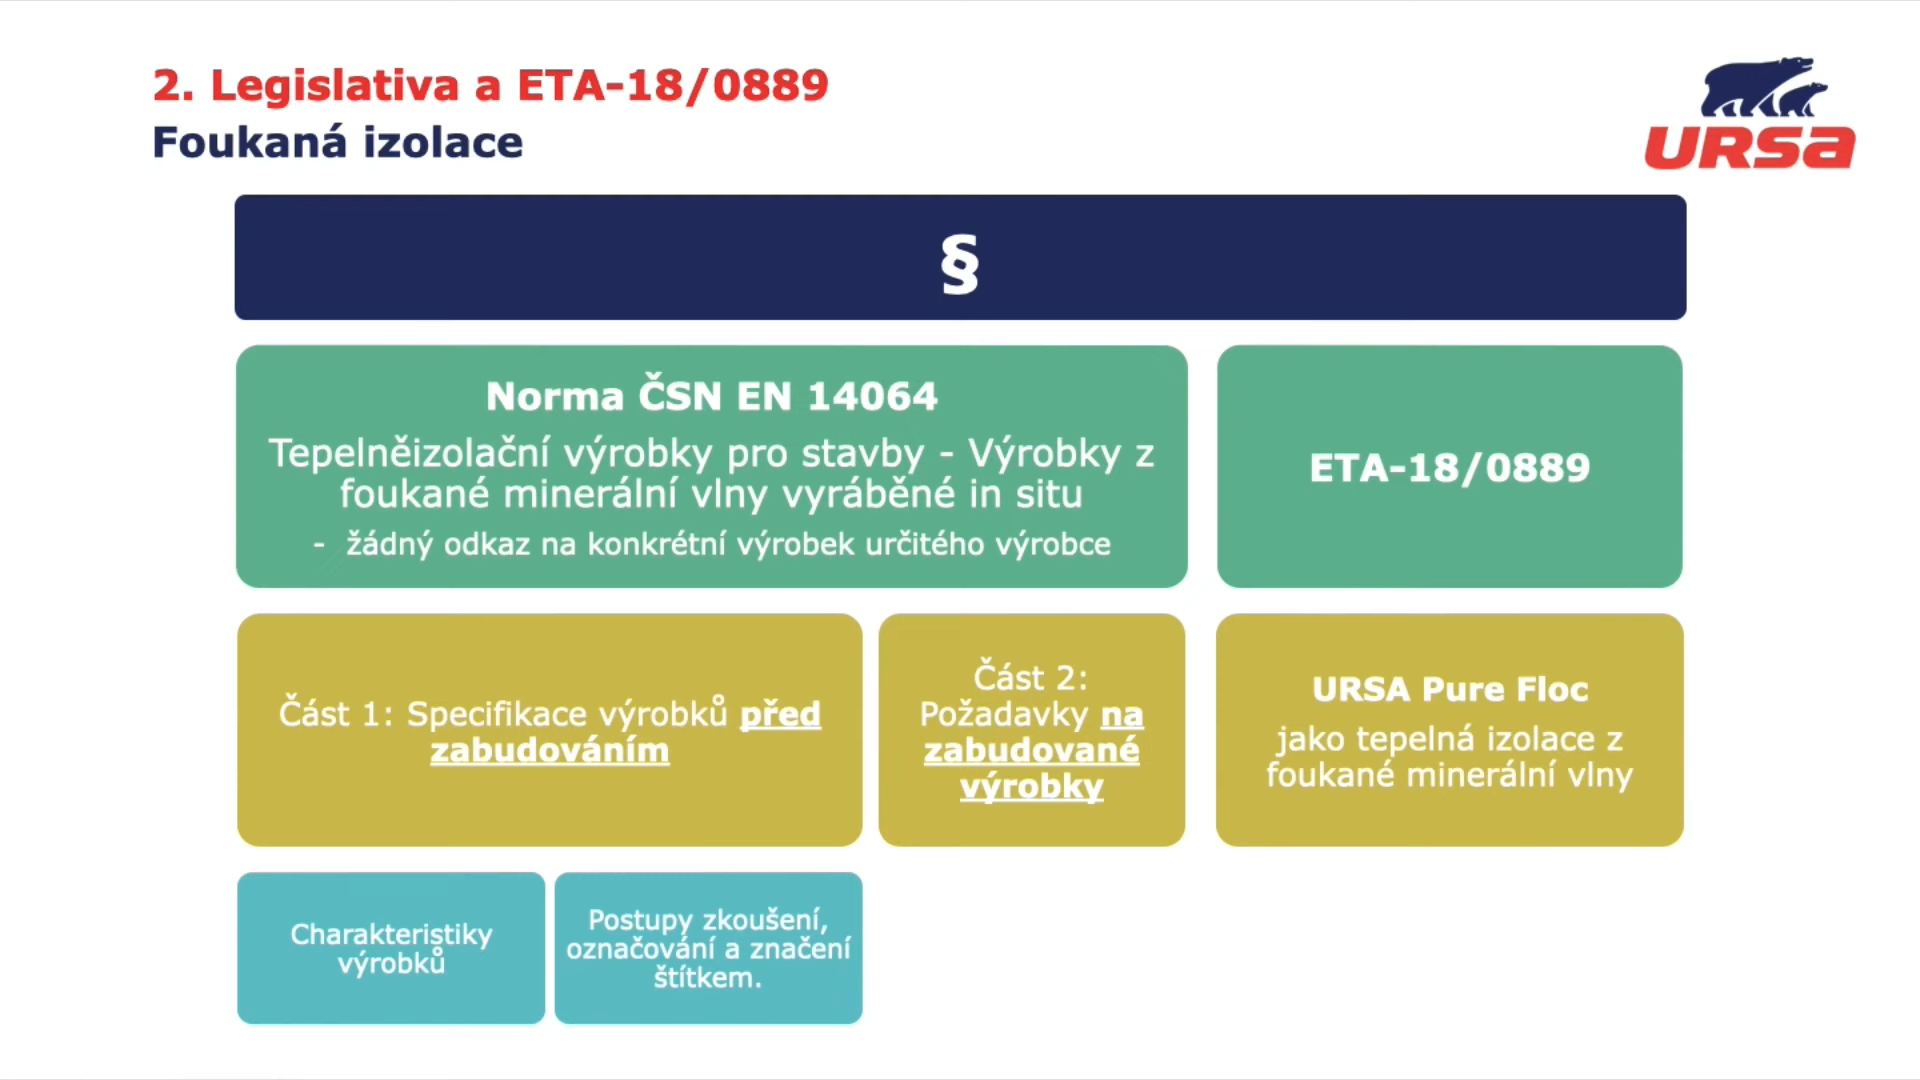 2. Legislativa a ETA-18/0889
Foukaná izolace
URSA
§
Norma ČSN EN 14064
Tepelněizolační výrobky pro stavby - Výrobky z
foukané minerální vlny vyráběné in situ
- žádný odkaz na konkrétní výrobek určitého výrobce
ETA-18/0889
Část 1: Specifikace výrobků před
zabudováním
Část 2:
Požadavky na
zabudované
výrobky
URSA Pure Floc
jako tepelná izolace z
foukané minerální vlny
Charakteristiky
výrobků
Postupy zkoušení,
označování a značení
štítkem.